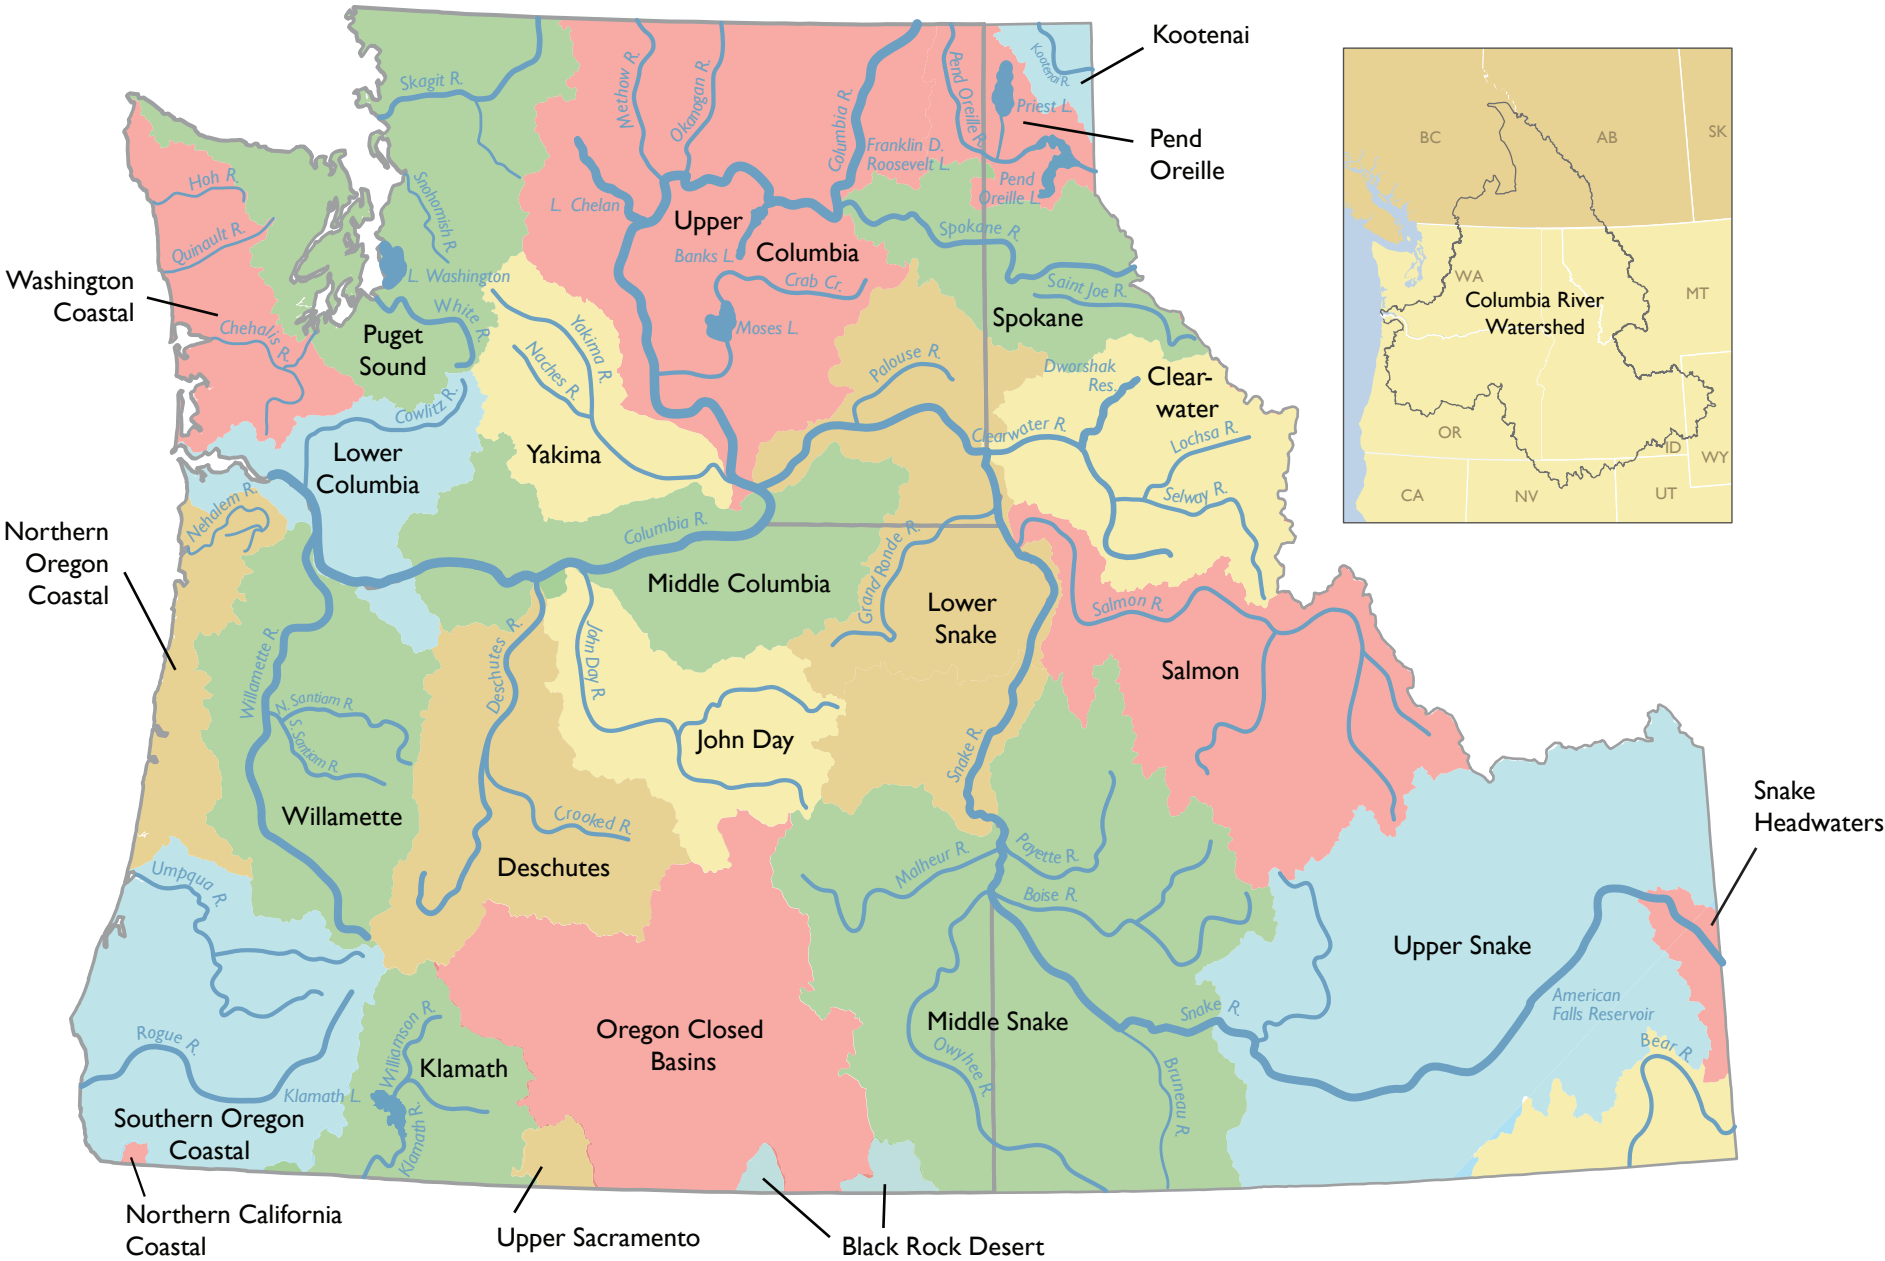 Kootenai
Pend
Oreille
Washington
Coastal
Northern
Oregon
Coastal
Snake
Headwaters
Northern California
Coastal
Upper Sacramento
Black Rock Desert
Skagit R.
Methow R.
Okanogan R.
Columbia R.
Pend Oreille R.
Kootenai R.
Priest L.
Franklin D.
Roosevelt L.
Pend
Oreille L.
Hoh R.
Quinault R.
Snohomish R.
L. Chelan
Upper
Columbia
Banks L.
Crab Cr.
Spokane R.
Saint Joe R.
Spokane
L. Washington
White R.
Puget
Sound
Chehalis R.
Moses L.
Yakima R.
Naches R.
Palouse R.
Dworshak
Res.
Clear-
water
Cowlitz R.
Lower
Columbia
Yakima
Clearwater R.
Lochsa R.
Selway R.
Nehalem R.
Columbia R.
Middle Columbia
Grand Ronde R.
Lower
Snake
Salmon R.
Salmon
Willamette R.
N. Santiam R.
S. Santiam R.
Willamette
Deschutes R.
John Day R.
John Day
Snake R.
Crooked R.
Deschutes
Malheur R.
Payette R.
Boise R.
Umpqua R.
Upper Snake
American
Falls Reservoir
Snake R.
Middle Snake
Owyhee R.
Bruneau R.
Bear R.
Rogue R.
Williamson R.
Klamath
Klamath L.
Klamath R.
Oregon Closed
Basins
Southern Oregon
Coastal
BC
AB
SK
WA
MT
Columbia River
Watershed
OR
ID
WY
CA
NV
UT